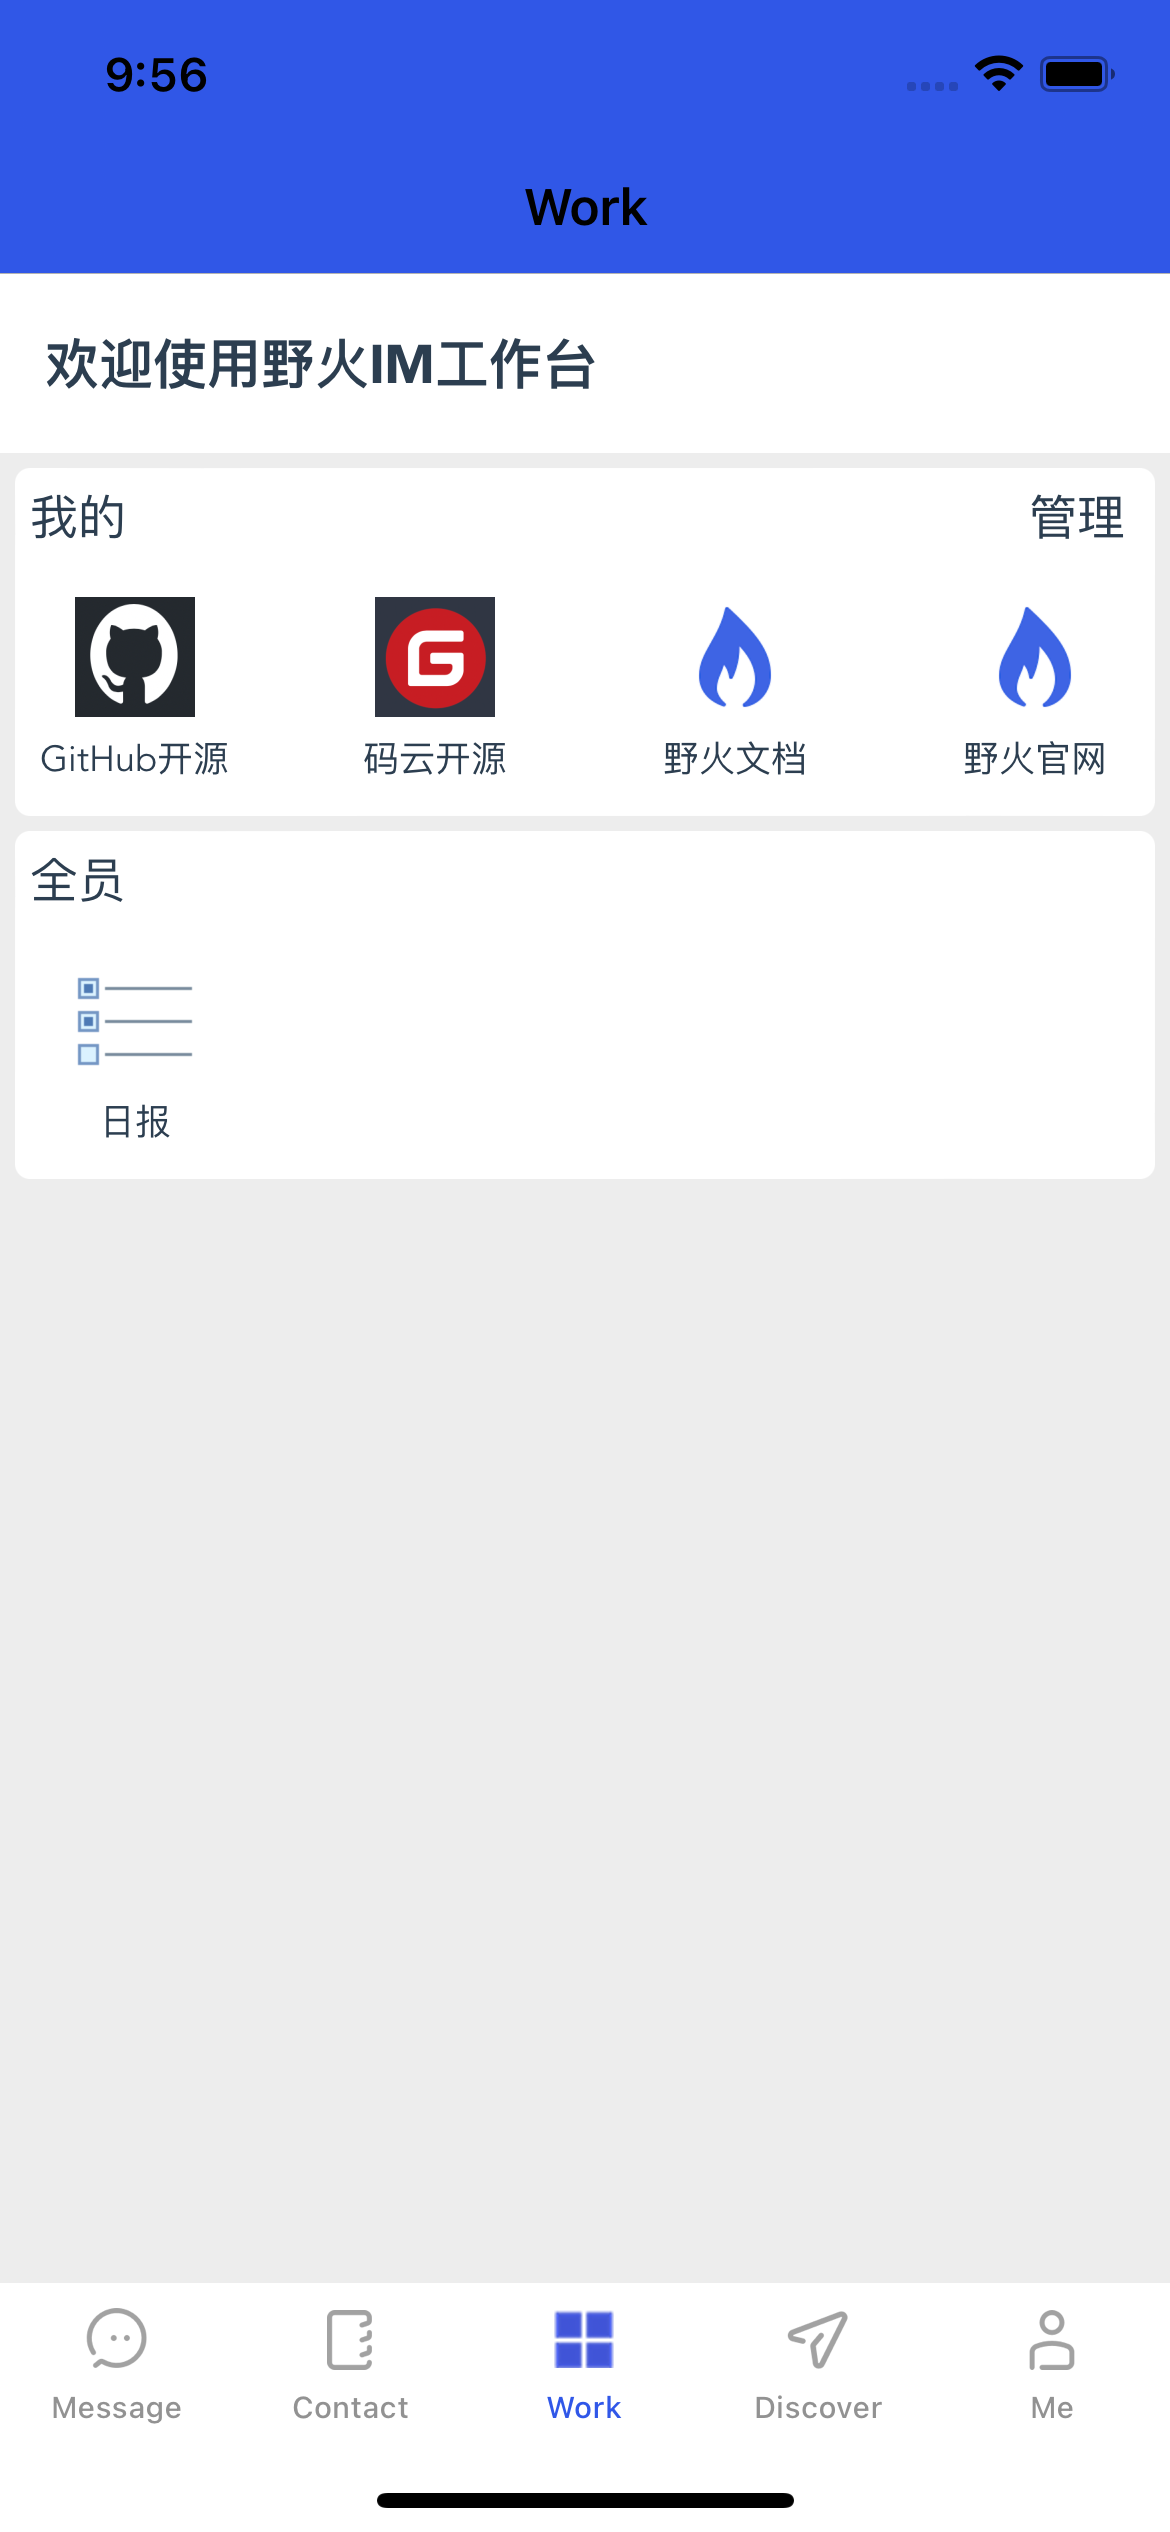 9:56
Work
欢迎使用野火IM工作台
我的
管理
GitHub开源
码云开源
野火文档
野火官网
全员
日报
Message
Contact
Work
Discover
Me